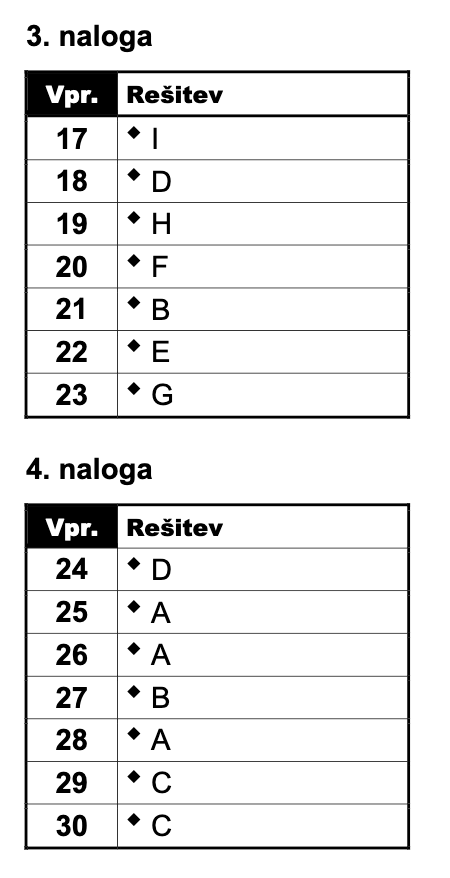 3. naloga
Vpr. Rešitev
17 ◆ I
18 ◆ D
19 ◆ H
20 ◆ F
21 ◆ B
22 ◆ E
23 ◆ G
4. naloga
Vpr. Rešitev
24 ◆ D
25 ◆ A
26 ◆ A
27 ◆ B
28 ◆ A
29 ◆ C
30 ◆ C